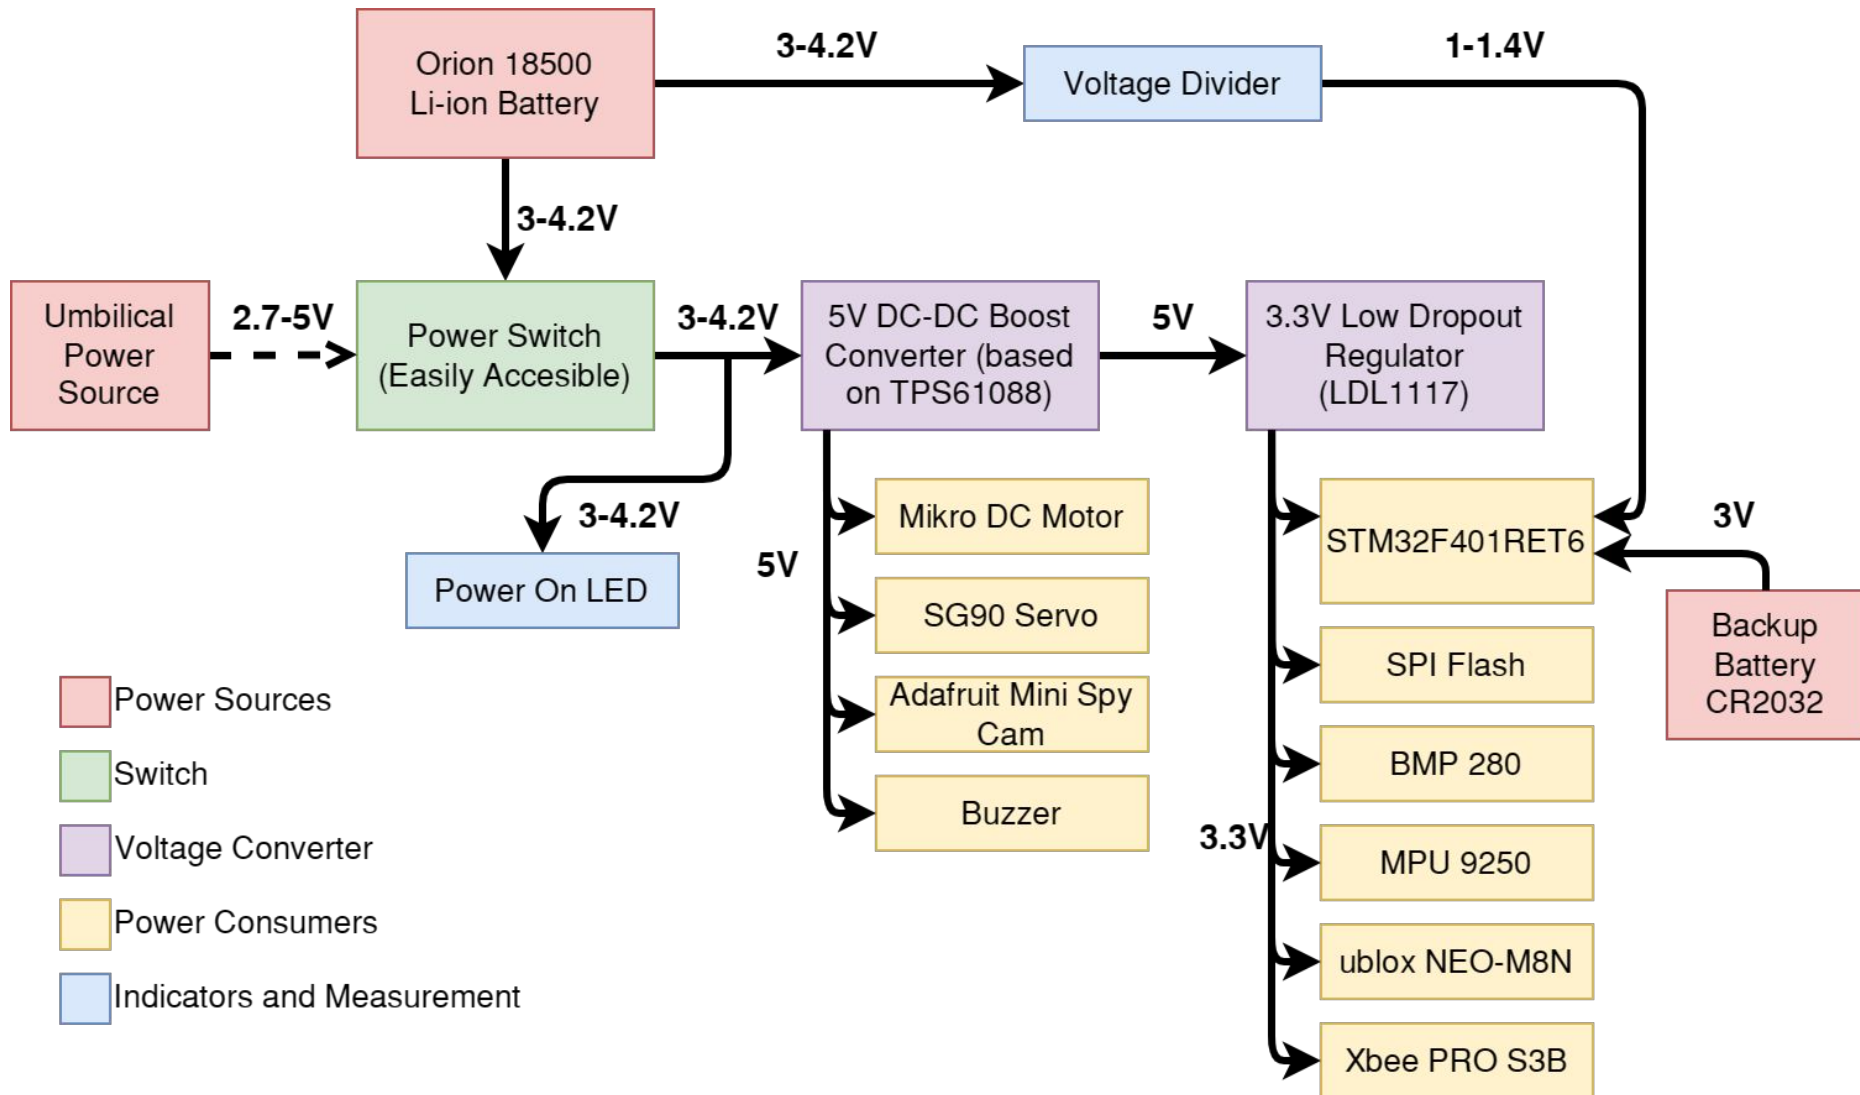 Orion 18500
Li-ion Battery
3-4.2V
Voltage Divider
1-1.4V
3-4.2V
Umbilical
Power
Source
2.7-5V
Power Switch
(Easily Accesible)
3-4.2V
5V DC-DC Boost
Converter (based
on TPS61088)
5V
3.3V Low Dropout
Regulator
(LDL1117)
3-4.2V
Power On LED
5V
Mikro DC Motor
SG90 Servo
Adafruit Mini Spy
Cam
Buzzer
3.3V
STM32F401RET6
SPI Flash
BMP 280
MPU 9250
ublox NEO-M8N
Xbee PRO S3B
3V
Backup
Battery
CR2032
Power Sources
Switch
Voltage Converter
Power Consumers
Indicators and Measurement